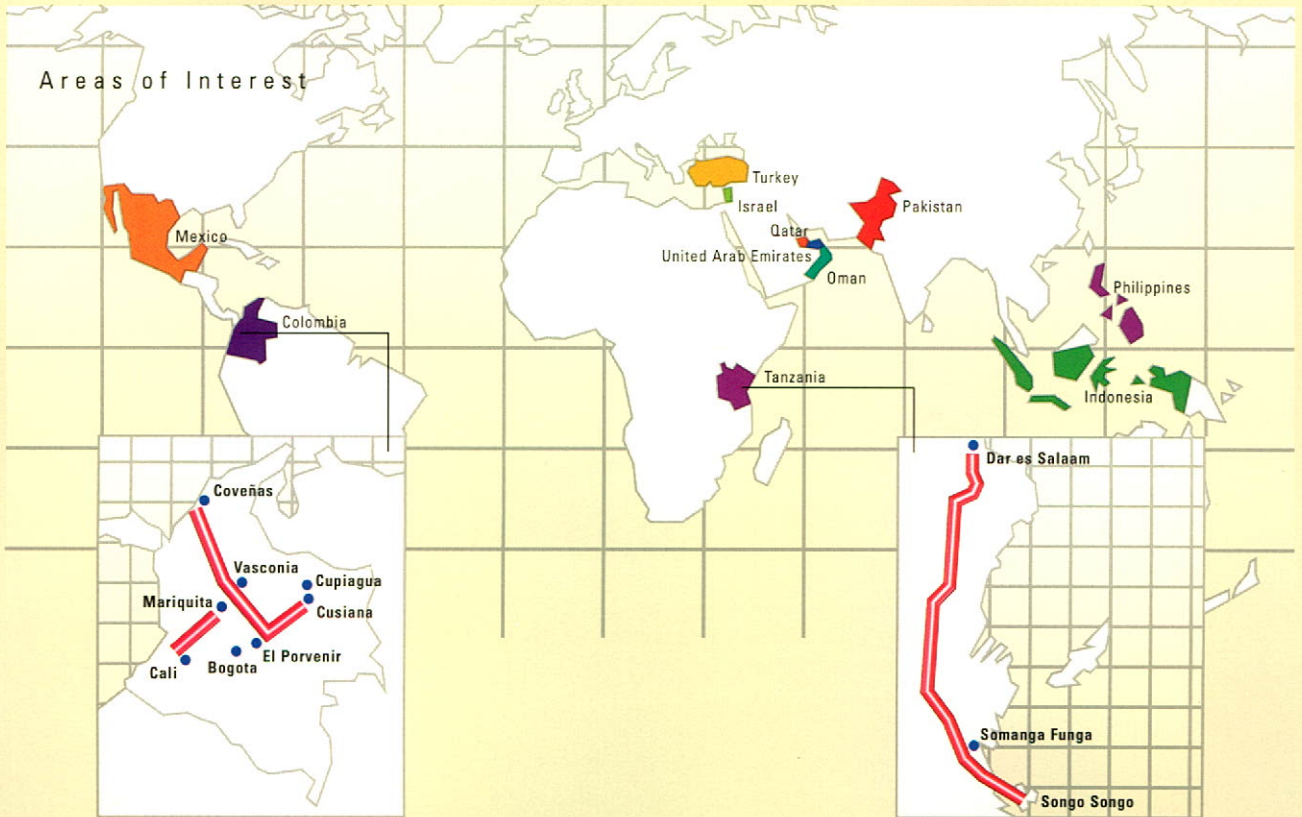 Areas of Interest
Turkey
Israel
Pakistan
Mexico
Qatar
United Arab Emirates
Oman
Philippines
Colombia
Tanzania
Indonesia
Coveñas
Vasconia
Cupiagua
Mariquita
Cusiana
El Porvenir
Bogota
Cali
Dar es Salaam
Somanga Funga
Songo Songo